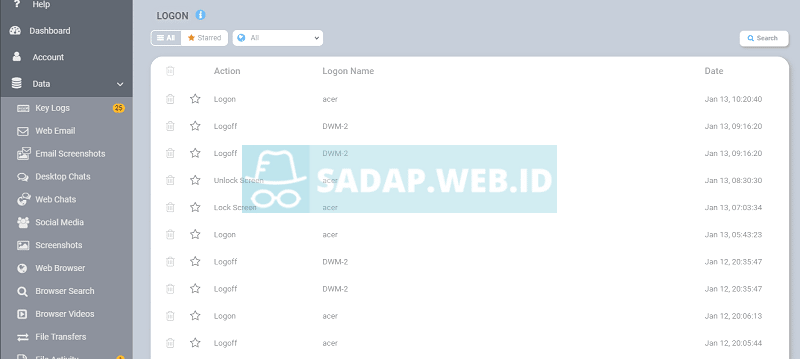 Help
Dashboard
Account
Data
Key Logs 25
Web Email
Email Screenshots
Desktop Chats
Web Chats
Social Media
Screenshots
Web Browser
Browser Search
Browser Videos
File Transfers
File Activity
LOGON
All Starred All Search
Action Logon Name Date
Logon acer Jan 13, 10:20:40
Logoff DWM-2 Jan 13, 09:16:20
Logoff DWM-2 Jan 13, 09:16:20
Unlock Screen acer Jan 13, 08:30:30
Lock Screen acer Jan 13, 07:03:34
Logon acer Jan 13, 05:43:23
Logoff DWM-2 Jan 12, 20:35:47
Logoff DWM-2 Jan 12, 20:35:47
Logon acer Jan 12, 20:06:13
Logoff acer Jan 12, 20:05:44
SADAP.WEB.ID